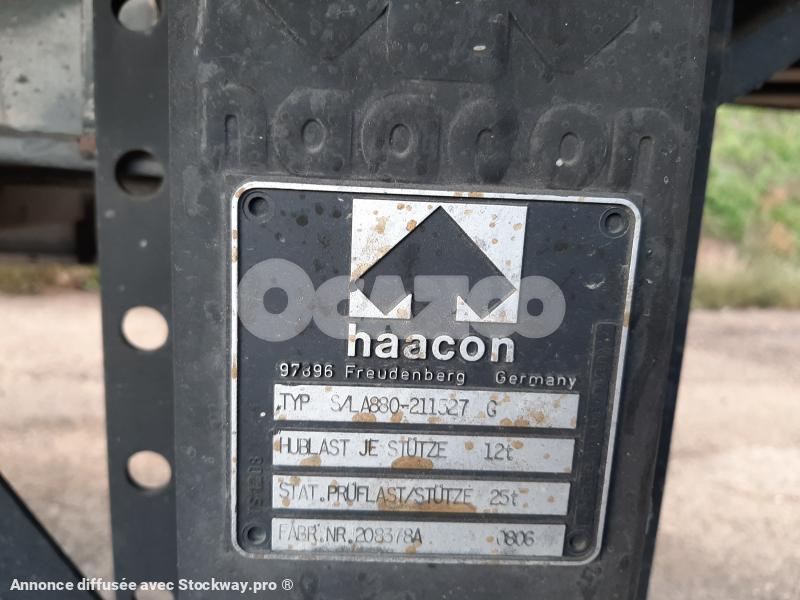 haacon
OCAZOO
haacon
97896 Freudenberg Germany
TYP S/LA880-211527 G
HUBLAST JE STÜTZE 12t
STAT.PRÜFLAST/STÜTZE 25t
FABR.NR.208378A 0806
Annonce diffusée avec Stockway.pro ®